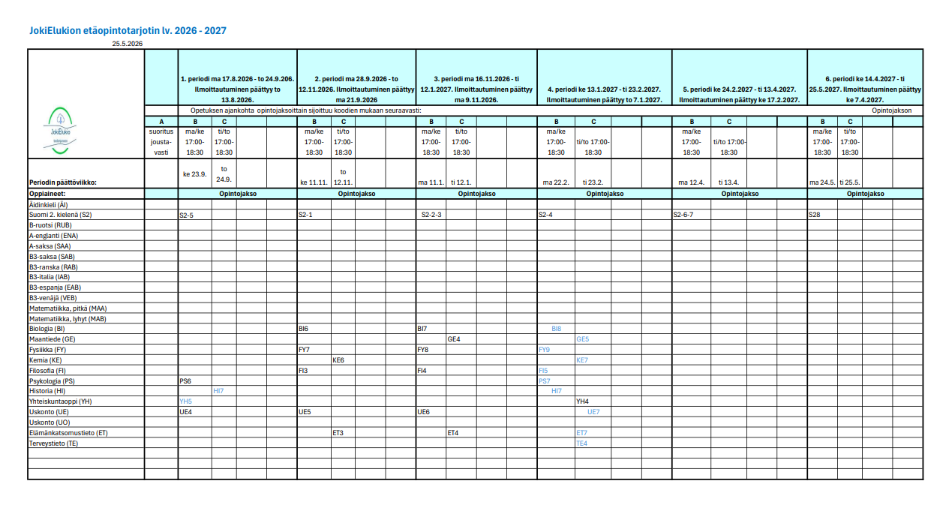 JokiELukion etäopintotarjotin lv. 2026 - 2027
25.5.2026
1. periodi ma 17.8.2026 - to 24.9.206. Ilmoittautuminen päättyy to 13.8.2026.
2. periodi ma 28.9.2026 - to 12.11.2026. Ilmoittautuminen päättyy ma 21.9.2026
3. periodi ma 16.11.2026 - ti 12.1.2027. Ilmoittautuminen päättyy ma 9.11.2026.
4. periodi ke 13.1.2027 - ti 23.2.2027. Ilmoittautuminen päättyy to 7.1.2027.
5. periodi ke 24.2.2027 - ti 13.4.2027. Ilmoittautuminen päättyy ke 17.2.2027.
6. periodi ke 14.4.2027 - ti 25.5.2027. Ilmoittautuminen päättyy ke 7.4.2027.
Opetuksen ajankohta opintojaksoittain sijoittuu koodien mukaan seuraavasti: Opintojakson
JokiELukio
A B C B C B C B C B C B C
suoritus jousta-vasti ma/ke 17:00-18:30 ti/to 17:00-18:30 ma/ke 17:00-18:30 ti/to 17:00-18:30 ma/ke 17:00-18:30 ti/to 17:00-18:30 ma/ke 17:00-18:30 ti/to 17:00-18:30 ma/ke 17:00-18:30 ti/to 17:00-18:30 ma/ke 17:00-18:30 ti/to 17:00-18:30
Periodin päättöviikko: ke 23.9. to 24.9. ke 11.11. to 12.11. ma 11.1. ti 12.1. ma 22.2. ti 23.2. ma 12.4. ti 13.4. ma 24.5. ti 25.5.
Oppiaineet: Opintojakso Opintojakso Opintojakso Opintojakso Opintojakso Opintojakso
Äidinkieli (ÄI)
Suomi 2. kielenä (S2) S2-5 S2-1 S2-2-3 S2-4 S2-6-7 S28
B-ruotsi (RUB)
A-englanti (ENA)
A-saksa (SAA)
B3-saksa (SAB)
B3-ranska (RAB)
B3-italia (IAB)
B3-espanja (EAB)
B3-venäjä (VEB)
Matematiikka, pitkä (MAA)
Matematiikka, lyhyt (MAB)
Biologia (BI) BI6 BI7 BI8
Maantiede (GE) GE4 GE5
Fysiikka (FY) FY7 FY8 FY9
Kemia (KE) KE6 KE7
Filosofia (FI) FI3 FI4 FI5
Psykologia (PS) PS6 PS7
Historia (HI) HI7 HI7
Yhteiskuntaoppi (YH) YH5 YH4
Uskonto (UE) UE4 UE5 UE6 UE7
Uskonto (UO)
Elämänkatsomustieto (ET) ET3 ET4 ET7
Terveystieto (TE) TE4